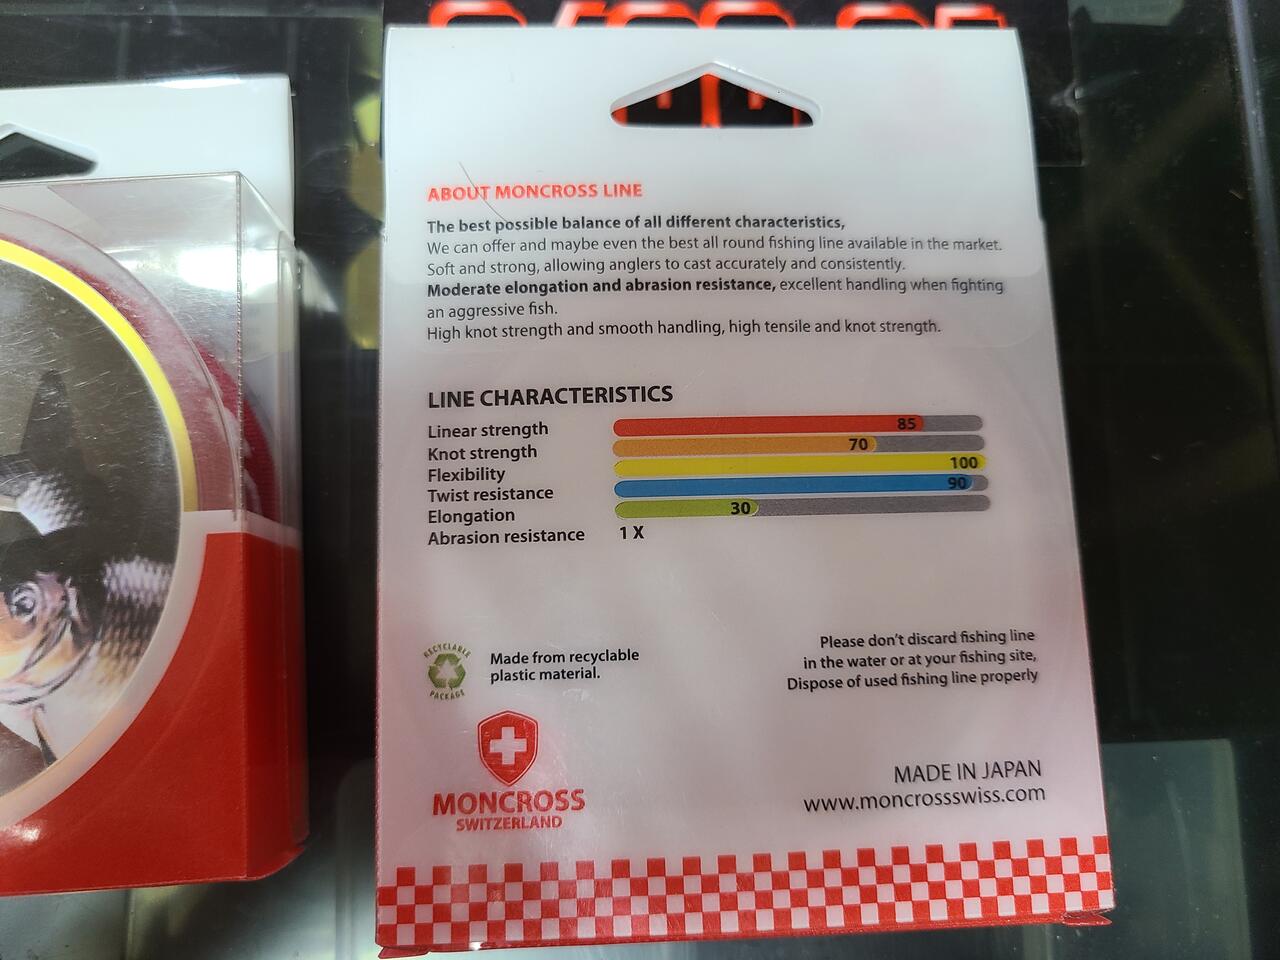 ABOUT MONCROSS LINE
The best possible balance of all different characteristics,
We can offer and maybe even the best all round fishing line available in the market.
Soft and strong, allowing anglers to cast accurately and consistently.
Moderate elongation and abrasion resistance, excellent handling when fighting
an aggressive fish.
High knot strength and smooth handling, high tensile and knot strength.
LINE CHARACTERISTICS
Linear strength 85
Knot strength 70
Flexibility 100
Twist resistance 90
Elongation 30
Abrasion resistance 1 X
RECYCLABLE
PACKAGE
Made from recyclable
plastic material.
Please don't discard fishing line
in the water or at your fishing site,
Dispose of used fishing line properly
MONCROSS
SWITZERLAND
MADE IN JAPAN
www.moncrossswiss.com